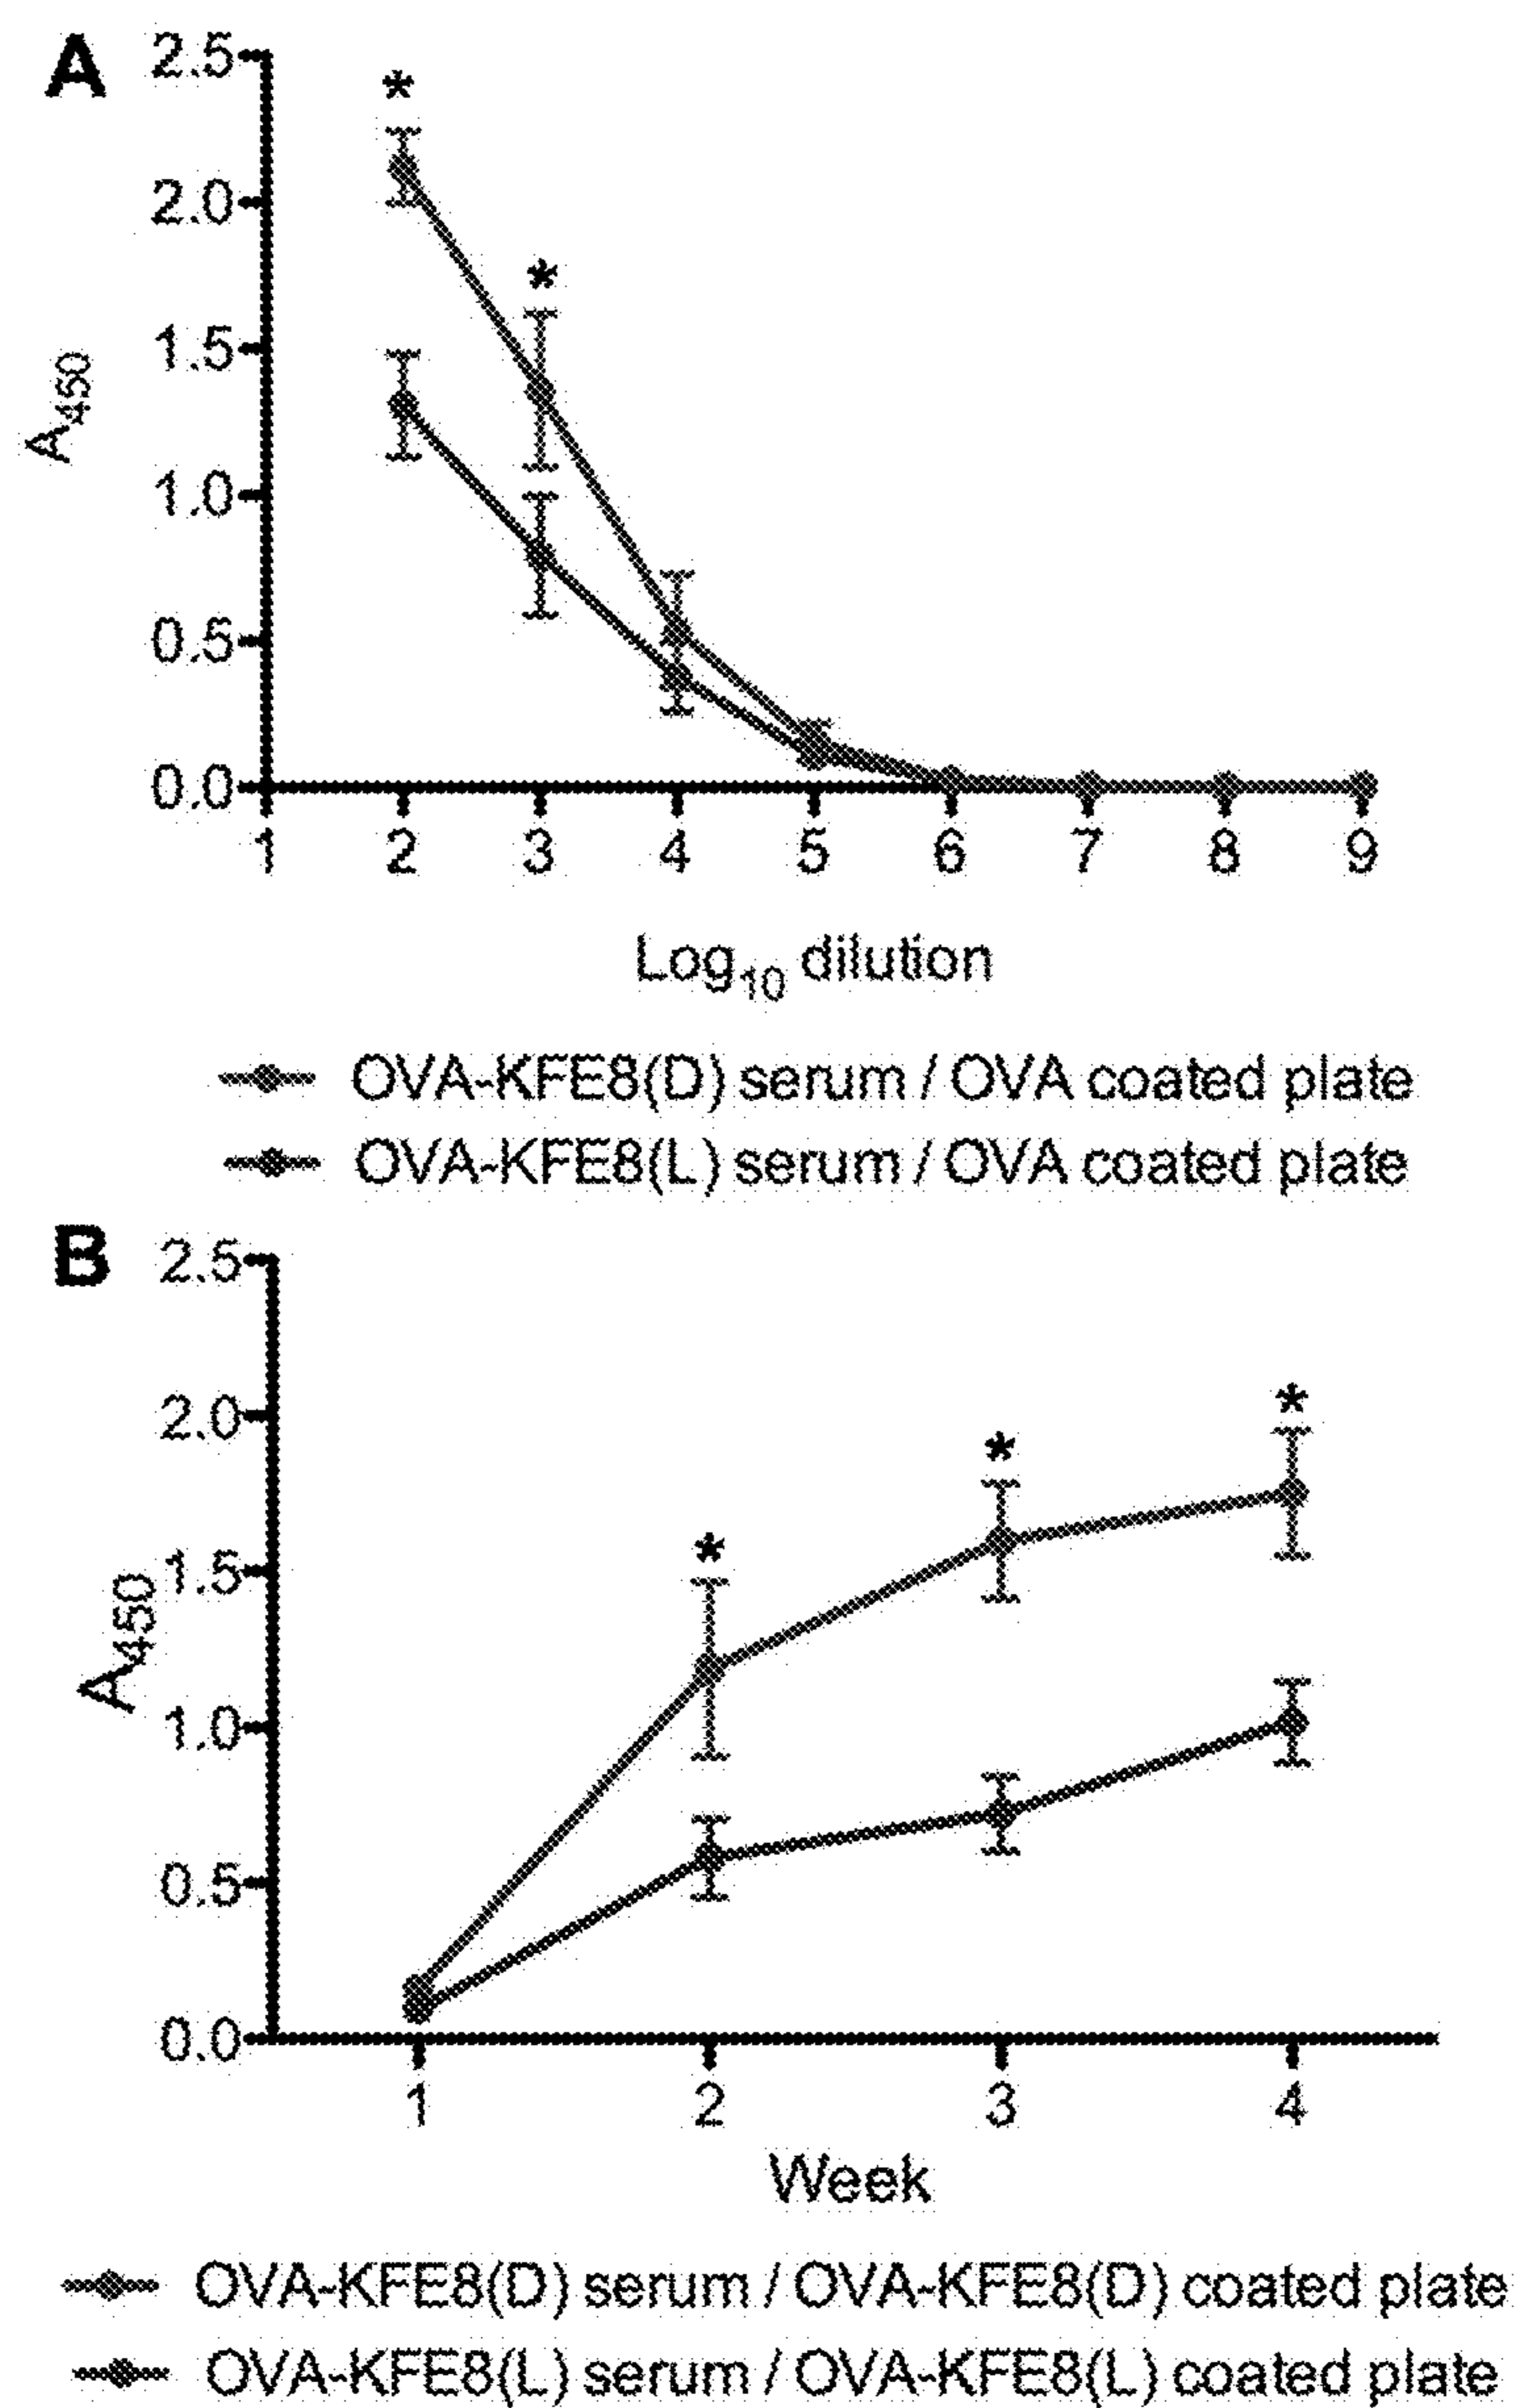 A
2.5
*
2.0
*
1.5
A450
1.0
0.5
0.0
1 2 3 4 5 6 7 8 9
Log10 dilution
OVA-KFE8(D) serum / OVA coated plate
OVA-KFE8(L) serum / OVA coated plate
B
2.5
2.0
*
*
*
1.5
A450
1.0
0.5
0.0
1 2 3 4
Week
OVA-KFE8(D) serum / OVA-KFE8(D) coated plate
OVA-KFE8(L) serum / OVA-KFE8(L) coated plate